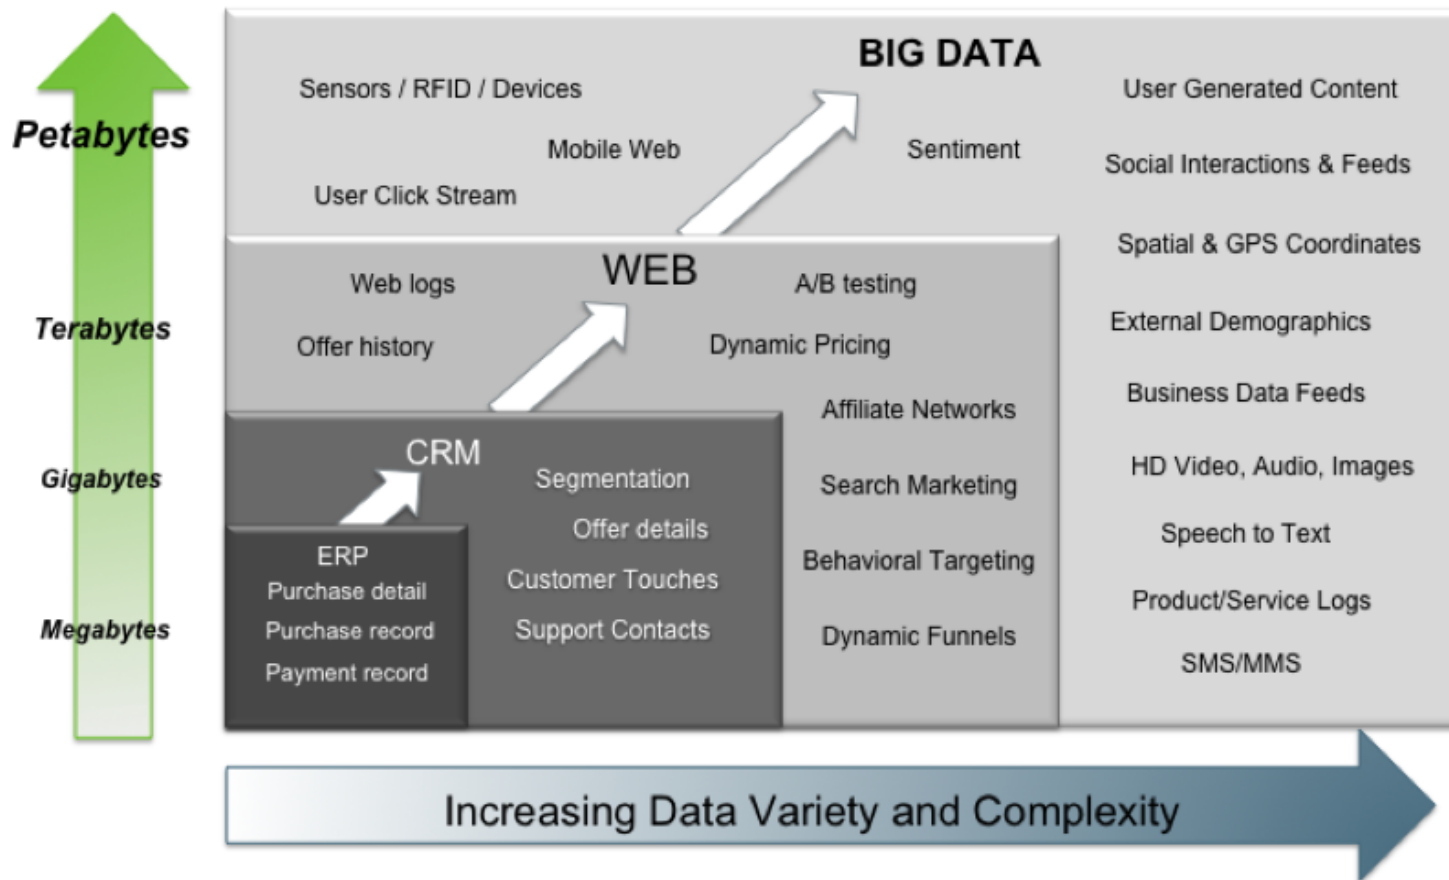 BIG DATA
Sensors / RFID / Devices
User Generated Content
Petabytes
Mobile Web
Sentiment
Social Interactions & Feeds
User Click Stream
Spatial & GPS Coordinates
WEB
Web logs
A/B testing
Terabytes
External Demographics
Offer history
Dynamic Pricing
Business Data Feeds
Affiliate Networks
CRM
HD Video, Audio, Images
Gigabytes
Segmentation
Search Marketing
Offer details
Speech to Text
ERP
Behavioral Targeting
Purchase detail
Customer Touches
Product/Service Logs
Megabytes
Purchase record
Support Contacts
Dynamic Funnels
SMS/MMS
Payment record
Increasing Data Variety and Complexity